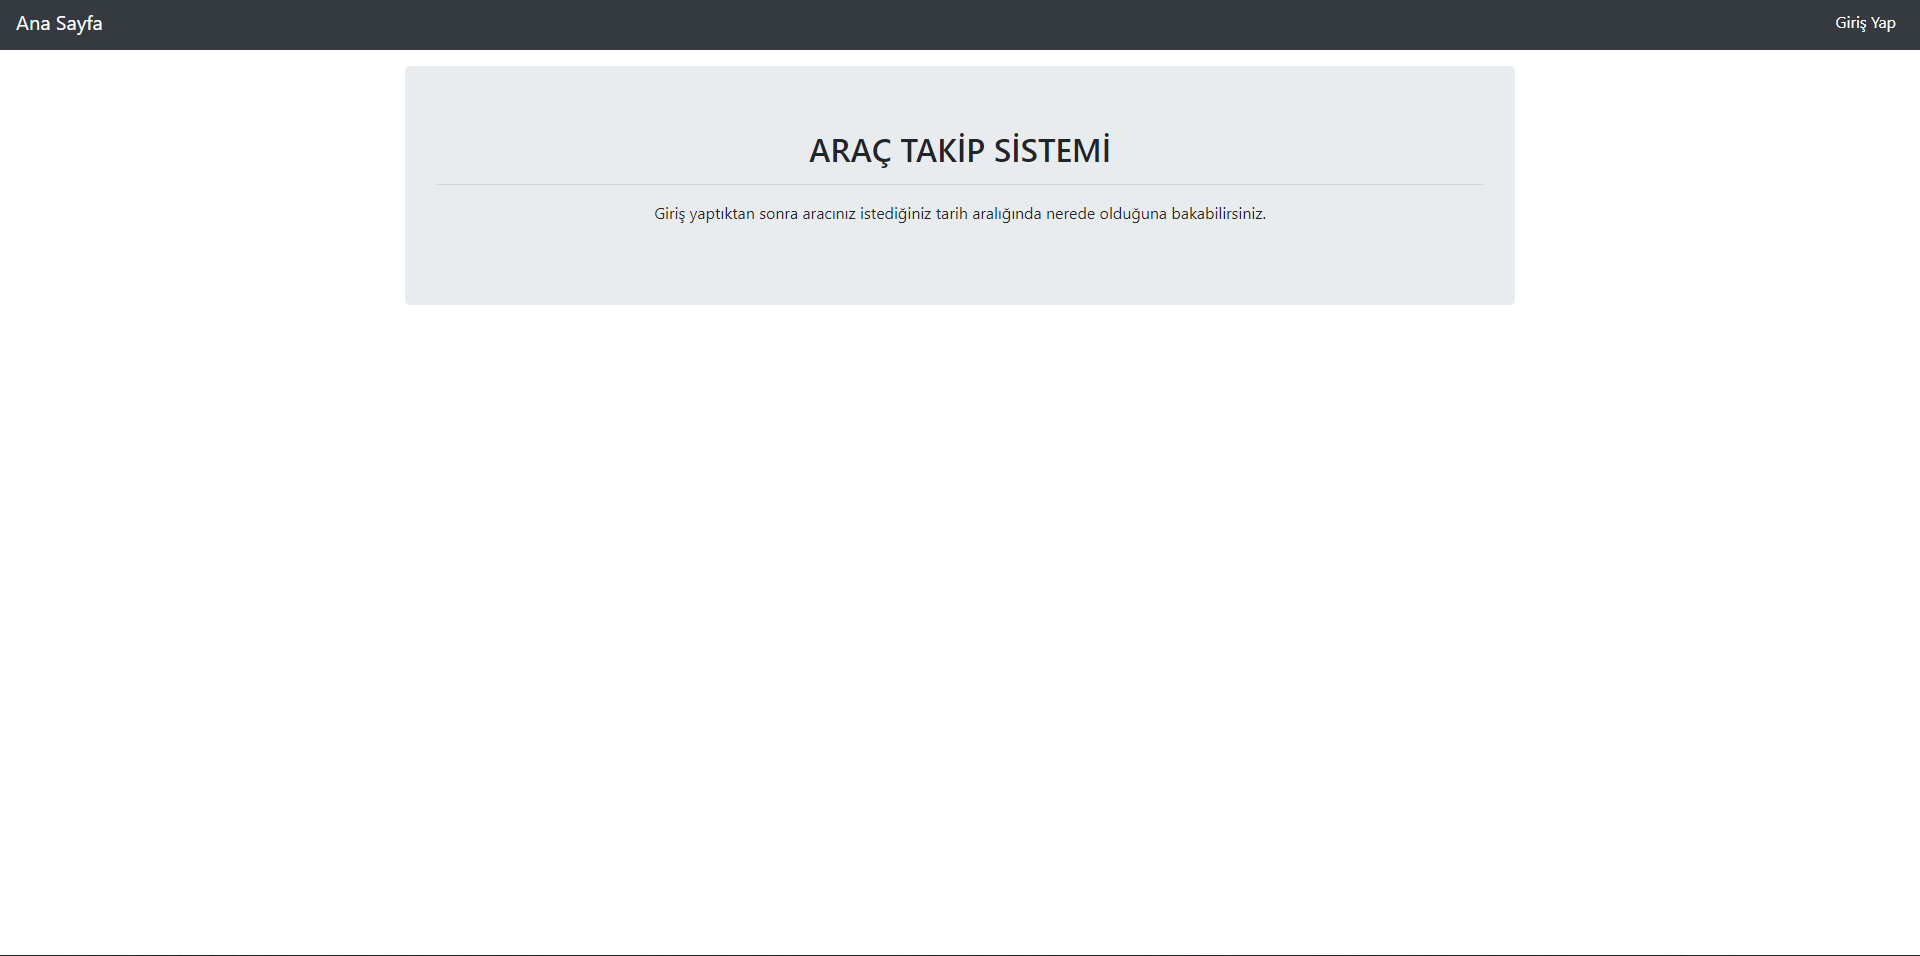 Ana Sayfa
Giriş Yap
ARAÇ TAKİP SİSTEMİ
Giriş yaptıktan sonra aracınız istediğiniz tarih aralığında nerede olduğuna bakabilirsiniz.